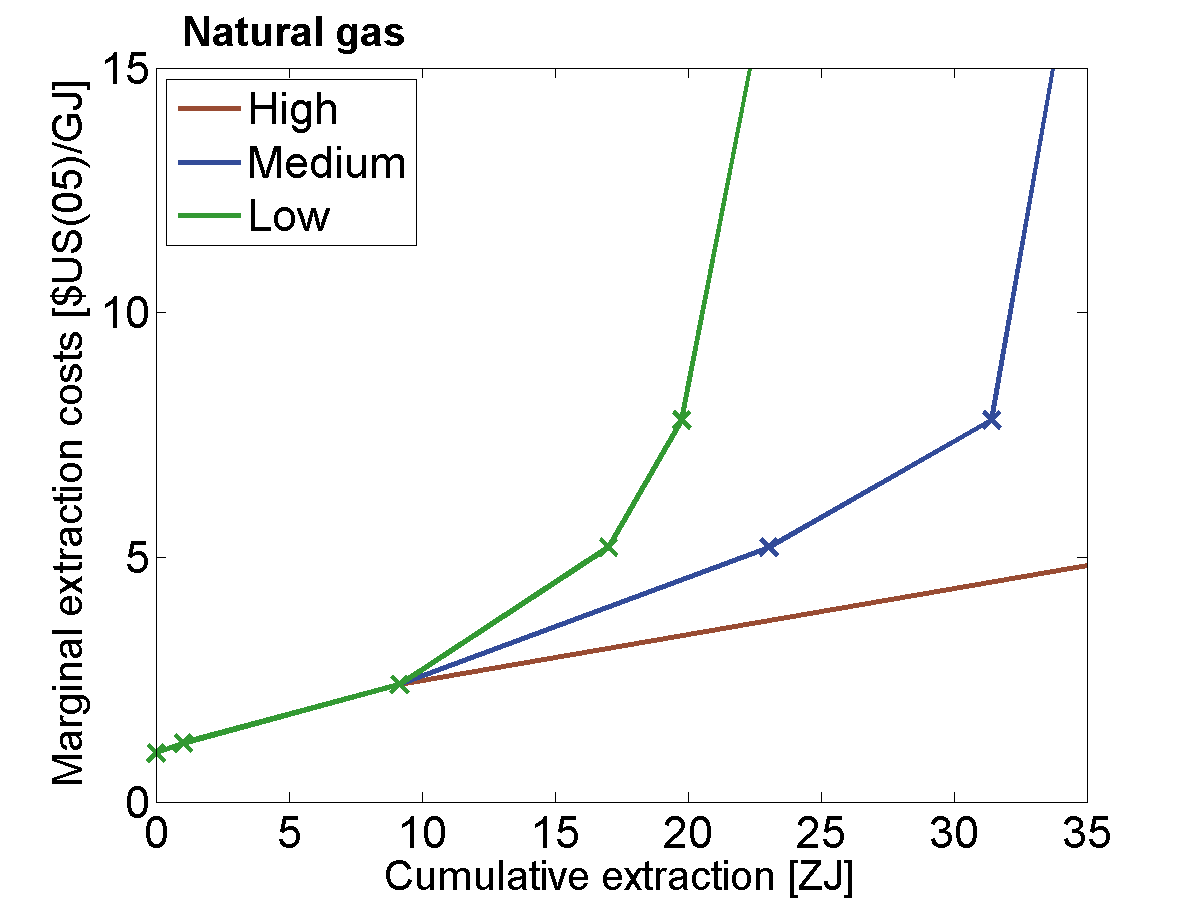 Natural gas
15
High
Medium
Low
10
5
0
Marginal extraction costs [$US(05)/GJ]
0 5 10 15 20 25 30 35
Cumulative extraction [ZJ]